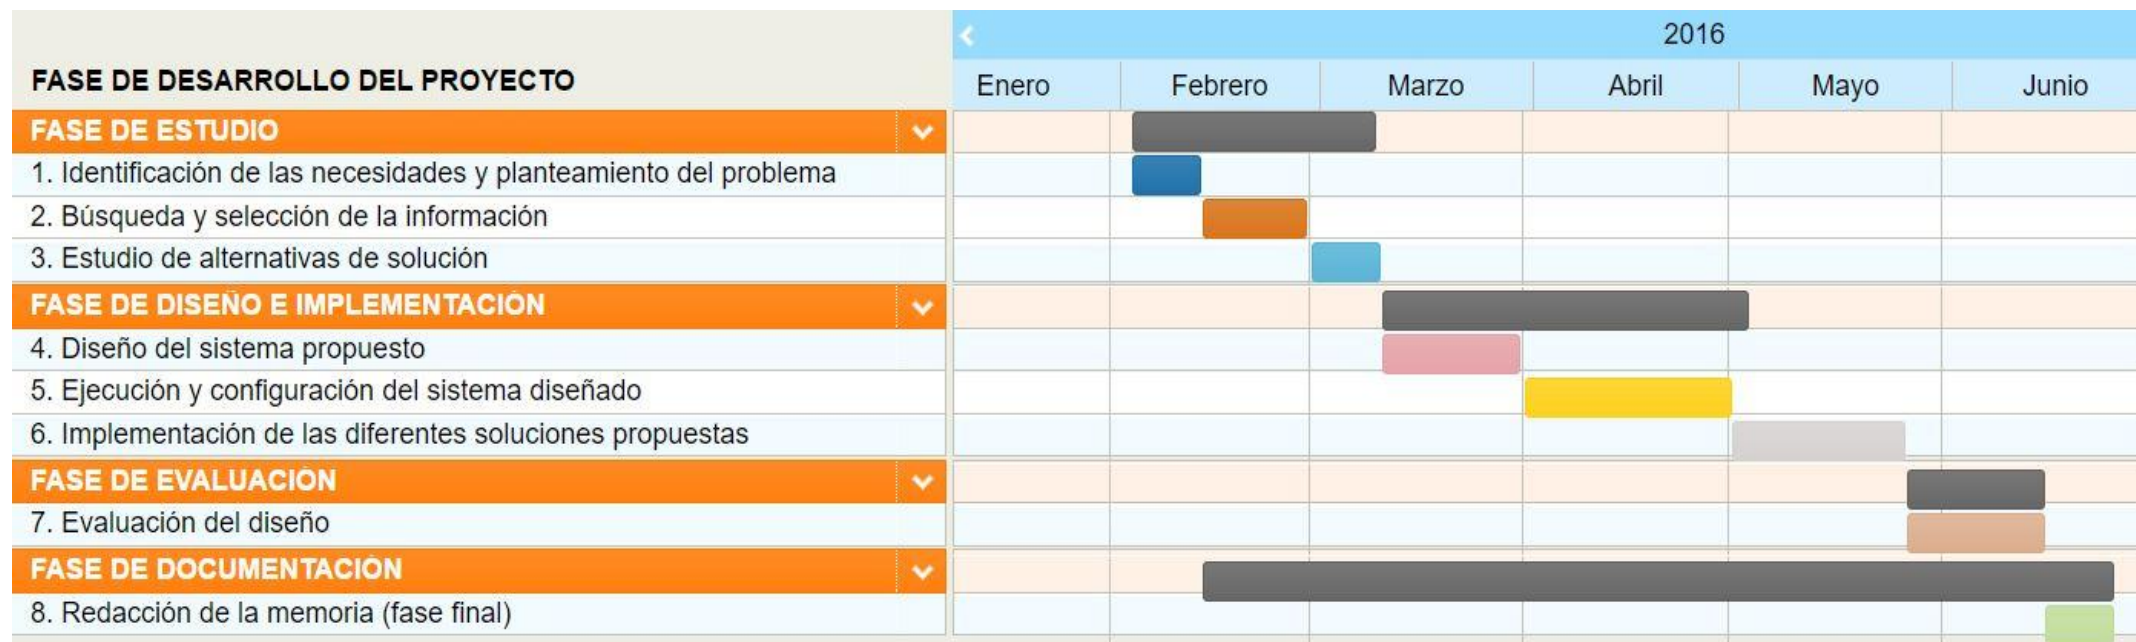 2016
FASE DE DESARROLLO DEL PROYECTO
Enero Febrero Marzo Abril Mayo Junio
FASE DE ESTUDIO
1. Identificación de las necesidades y planteamiento del problema
2. Búsqueda y selección de la información
3. Estudio de alternativas de solución
FASE DE DISEÑO E IMPLEMENTACIÓN
4. Diseño del sistema propuesto
5. Ejecución y configuración del sistema diseñado
6. Implementación de las diferentes soluciones propuestas
FASE DE EVALUACIÓN
7. Evaluación del diseño
FASE DE DOCUMENTACIÓN
8. Redacción de la memoria (fase final)